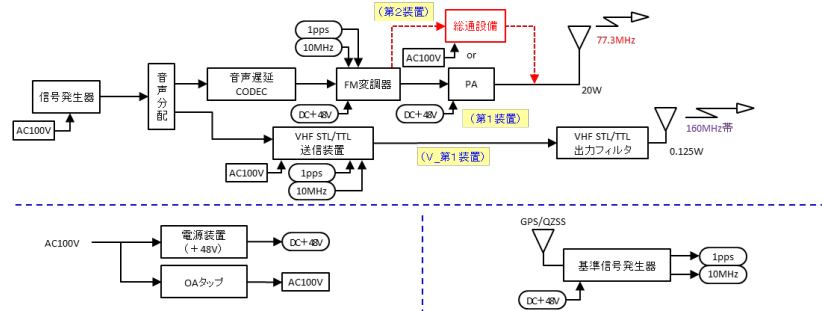 (第2装置)
総通設備
1pps
10MHz
AC100V
or
77.3MHz
信号発生器
AC100V
音声分配
音声遅延
CODEC
FM変調器
PA
20W
DC+48V
DC+48V
(第1装置)
VHF STL/TTL
送信装置
AC100V
1pps
10MHz
(V_第1装置)
VHF STL/TTL
出力フィルタ
0.125W
160MHz帯
AC100V
電源装置
(+48V)
DC+48V
OAタップ
AC100V
GPS/QZSS
基準信号発生器
1pps
10MHz
DC+48V